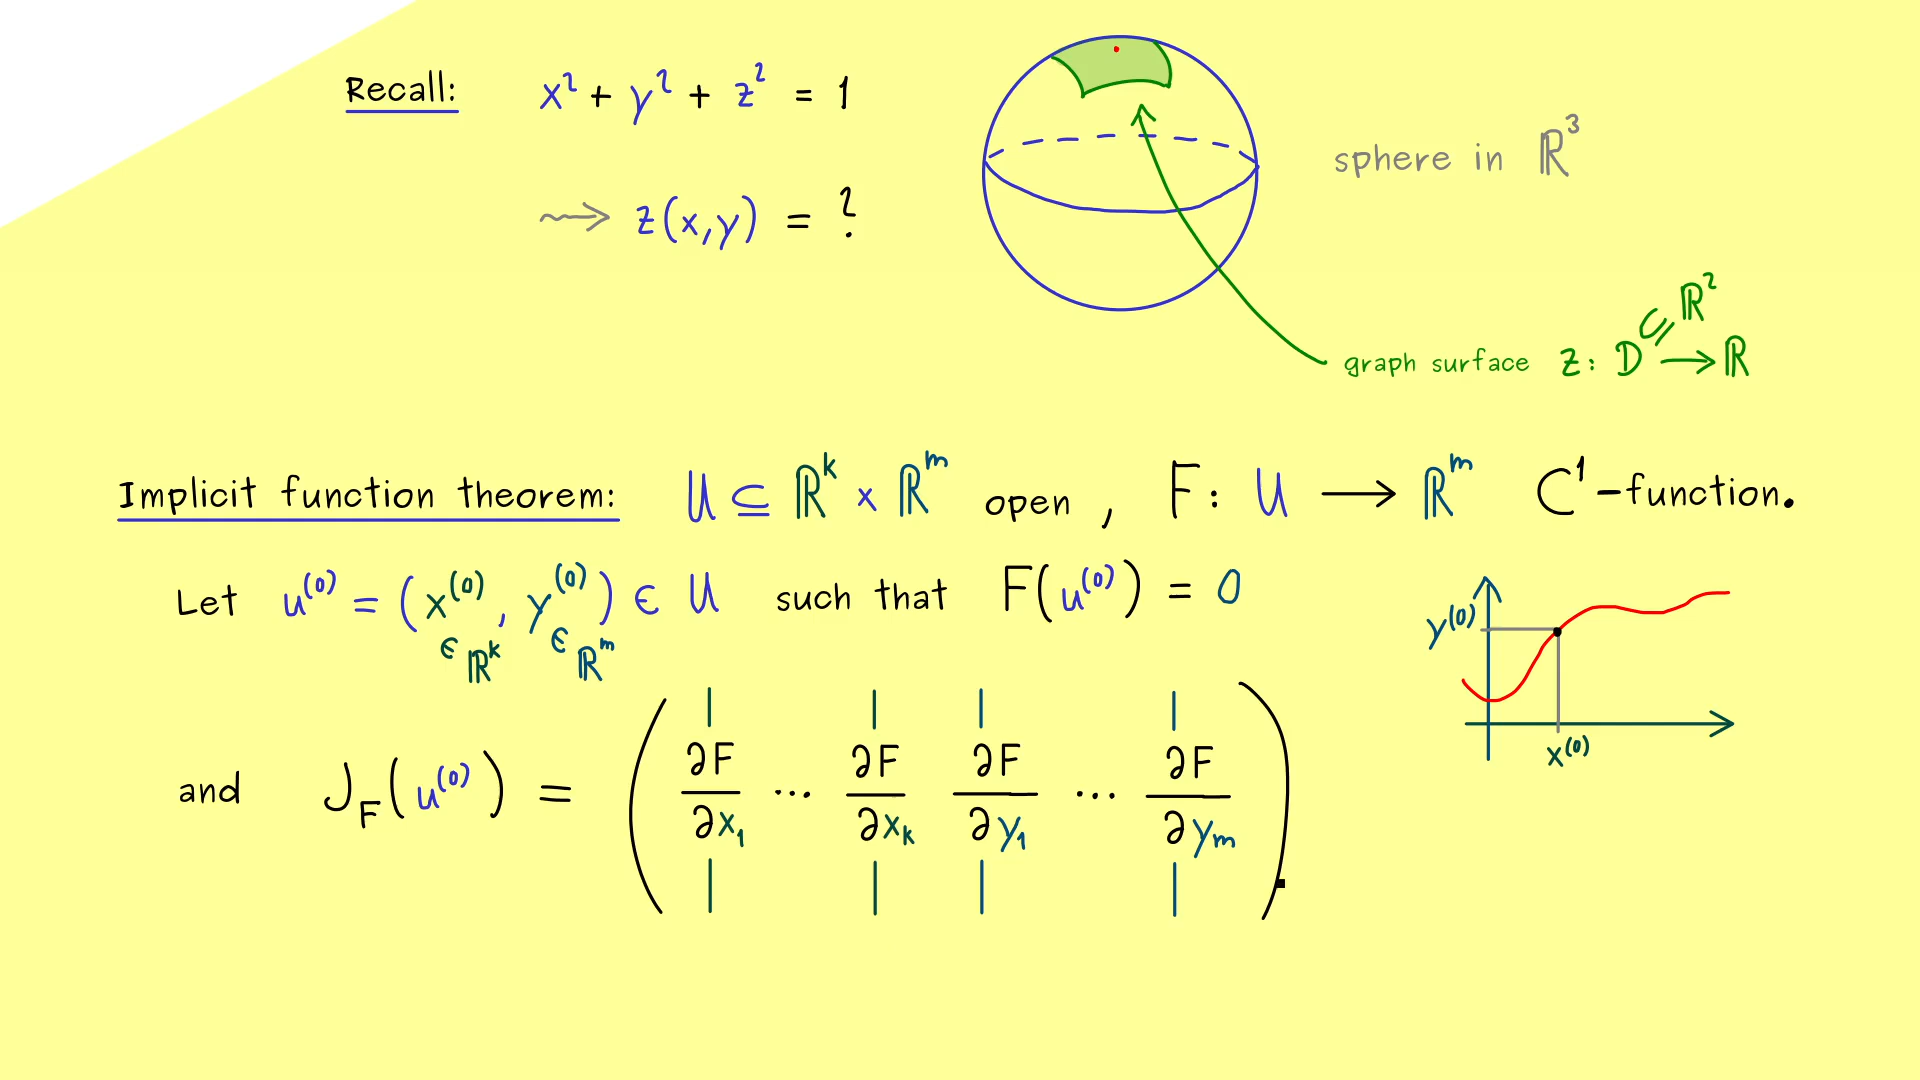 Recall: x² + y² + z² = 1
sphere in ℝ³
⇝ z(x,y) = ?
graph surface z: D ⊆ ℝ² → ℝ
Implicit function theorem: U ⊆ ℝᵏ × ℝᵐ open , F: U → ℝᵐ C¹-function.
Let u⁽⁰⁾ = (x⁽⁰⁾, y⁽⁰⁾) ∈ U such that F(u⁽⁰⁾) = 0
∈ ℝᵏ ∈ ℝᵐ
y⁽⁰⁾
x⁽⁰⁾
and J_F(u⁽⁰⁾) = ( ∂F/∂x₁ ... ∂F/∂xₖ ∂F/∂y₁ ... ∂F/∂yₘ )